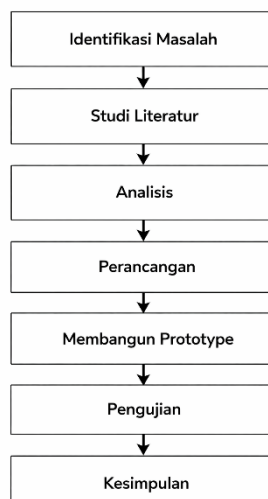 Identifikasi Masalah
Studi Literatur
Analisis
Perancangan
Membangun Prototype
Pengujian
Kesimpulan